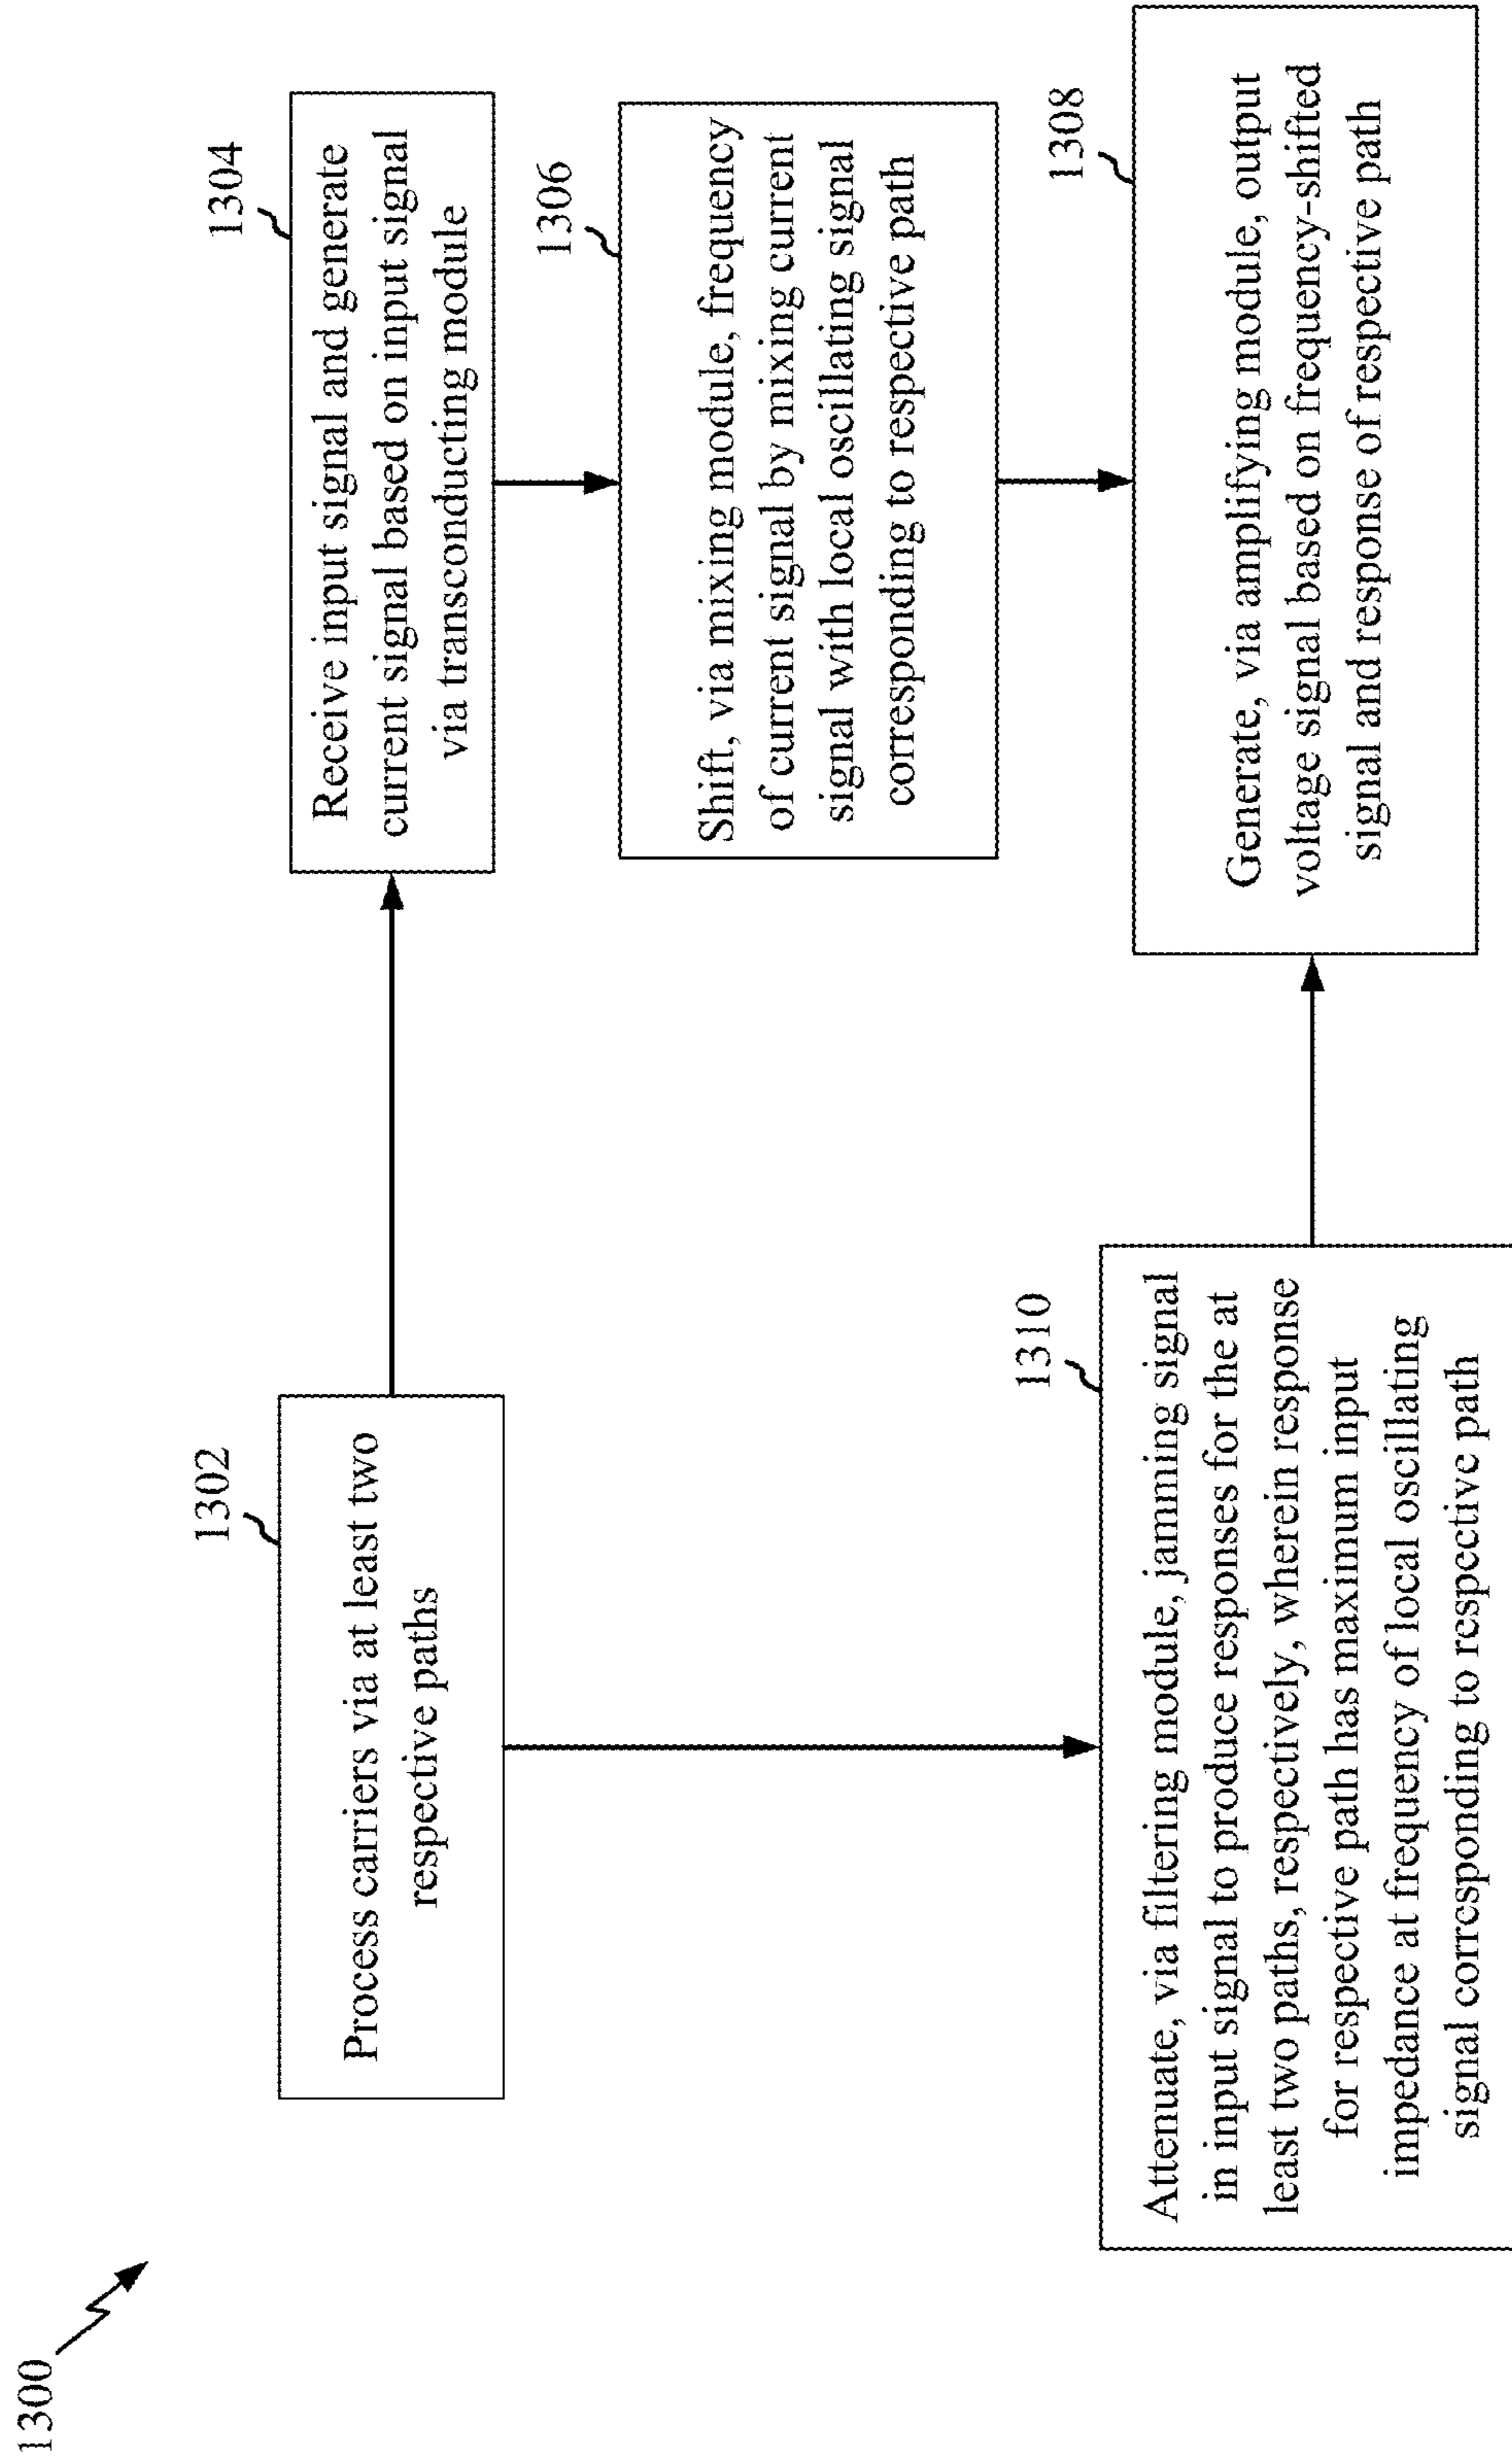 1300
1302
Process carriers via at least two
respective paths
1304
Receive input signal and generate
current signal based on input signal
via transconducting module
1306
Shift, via mixing module, frequency
of current signal by mixing current
signal with local oscillating signal
corresponding to respective path
1308
Generate, via amplifying module, output
voltage signal based on frequency-shifted
signal and response of respective path
1310
Attenuate, via filtering module, jamming signal
in input signal to produce responses for the at
least two paths, respectively, wherein response
for respective path has maximum input
impedance at frequency of local oscillating
signal corresponding to respective path